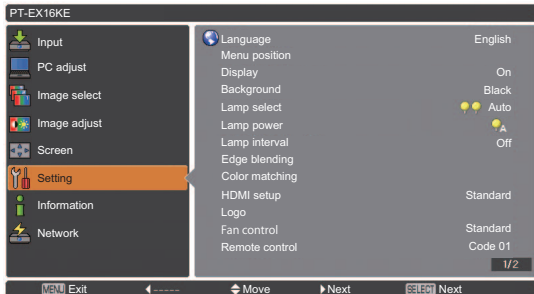 PT-EX16KE
Input
PC adjust
Image select
Image adjust
Screen
Setting
Information
Network
Language English
Menu position
Display On
Background Black
Lamp select Auto
Lamp power A
Lamp interval Off
Edge blending
Color matching
HDMI setup Standard
Logo
Fan control Standard
Remote control Code 01
1/2
MENU Exit ----- Move Next SELECT Next